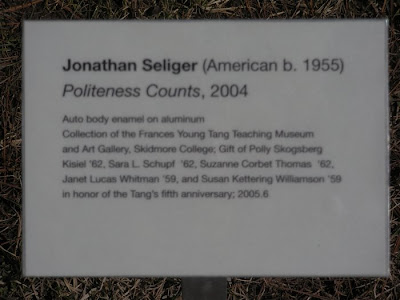 Jonathan Seliger (American b. 1955)
Politeness Counts, 2004
Auto body enamel on aluminum
Collection of the Frances Young Tang Teaching Museum
and Art Gallery, Skidmore College; Gift of Polly Skogsberg
Kisiel '62, Sara L. Schupf '62, Suzanne Corbet Thomas '62,
Janet Lucas Whitman '59, and Susan Kettering Williamson '59
in honor of the Tang's fifth anniversary; 2005.6